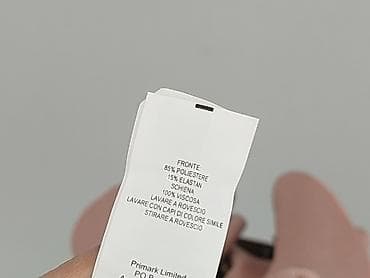 FRONTE
85% POLIESTERE
15% ELASTAN
SCHIENA
100% VISCOSA
LAVARE A ROVESCIO
LAVARE CON CAPI DI COLORE SIMILE
STIRARE A ROVESCIO
Primark Limited